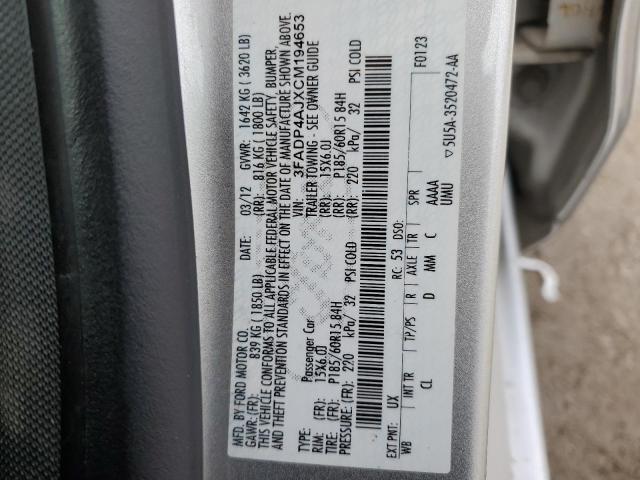 MFD. BY FORD MOTOR CO.
DATE: 03/12 GVWR: 1642 KG ( 3620 LB)
GAWR: (FR): 839 KG ( 1850 LB) (RR): 816 KG ( 1800 LB)
THIS VEHICLE CONFORMS TO ALL APPLICABLE FEDERAL MOTOR VEHICLE SAFETY, BUMPER,
AND THEFT PREVENTION STANDARDS IN EFFECT ON THE DATE OF MANUFACTURE SHOWN ABOVE.
VIN: 3FADP4AJXCM194653
TYPE: Passenger Car TRAILER TOWING - SEE OWNER GUIDE
RIM: (FR): 15X6.0J (RR): 15X6.0J
TIRE: (FR): P185/60R15 84H (RR): P185/60R15 84H
PRESSURE: (FR): 220 kPa/ 32 PSI COLD (RR): 220 kPa/ 32 PSI COLD
EXT PNT: UX RC: 53 DSO: F0123
WB INT TR TP/PS R AXLE TR SPR
CL D MM C AAAA
UMU
5U5A-3520472-AA